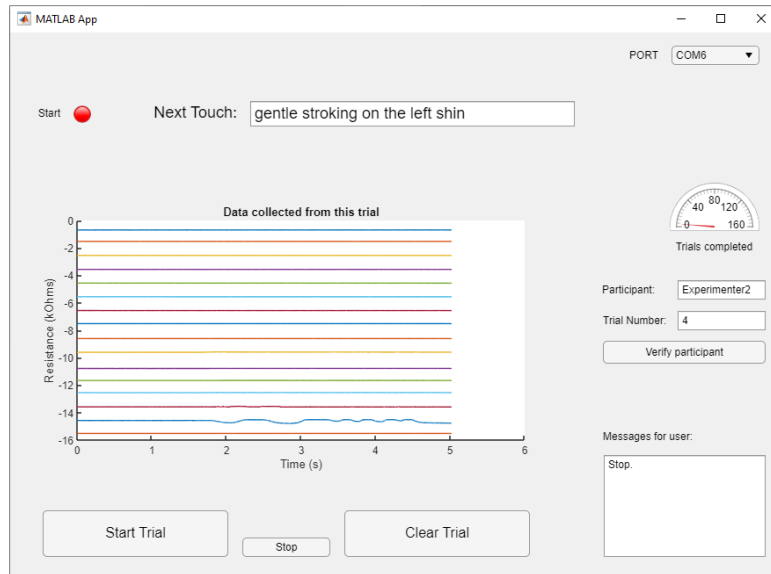 MATLAB App
PORT COM6
Start Next Touch: gentle stroking on the left shin
Data collected from this trial
0
-2
-4
-6
-8
-10
-12
-14
-16
Resistance (kOhms)
0 1 2 3 4 5 6
Time (s)
0 40 80 120 160
Trials completed
Participant: Experimenter2
Trial Number: 4
Verify participant
Messages for user:
Stop.
Start Trial
Stop
Clear Trial